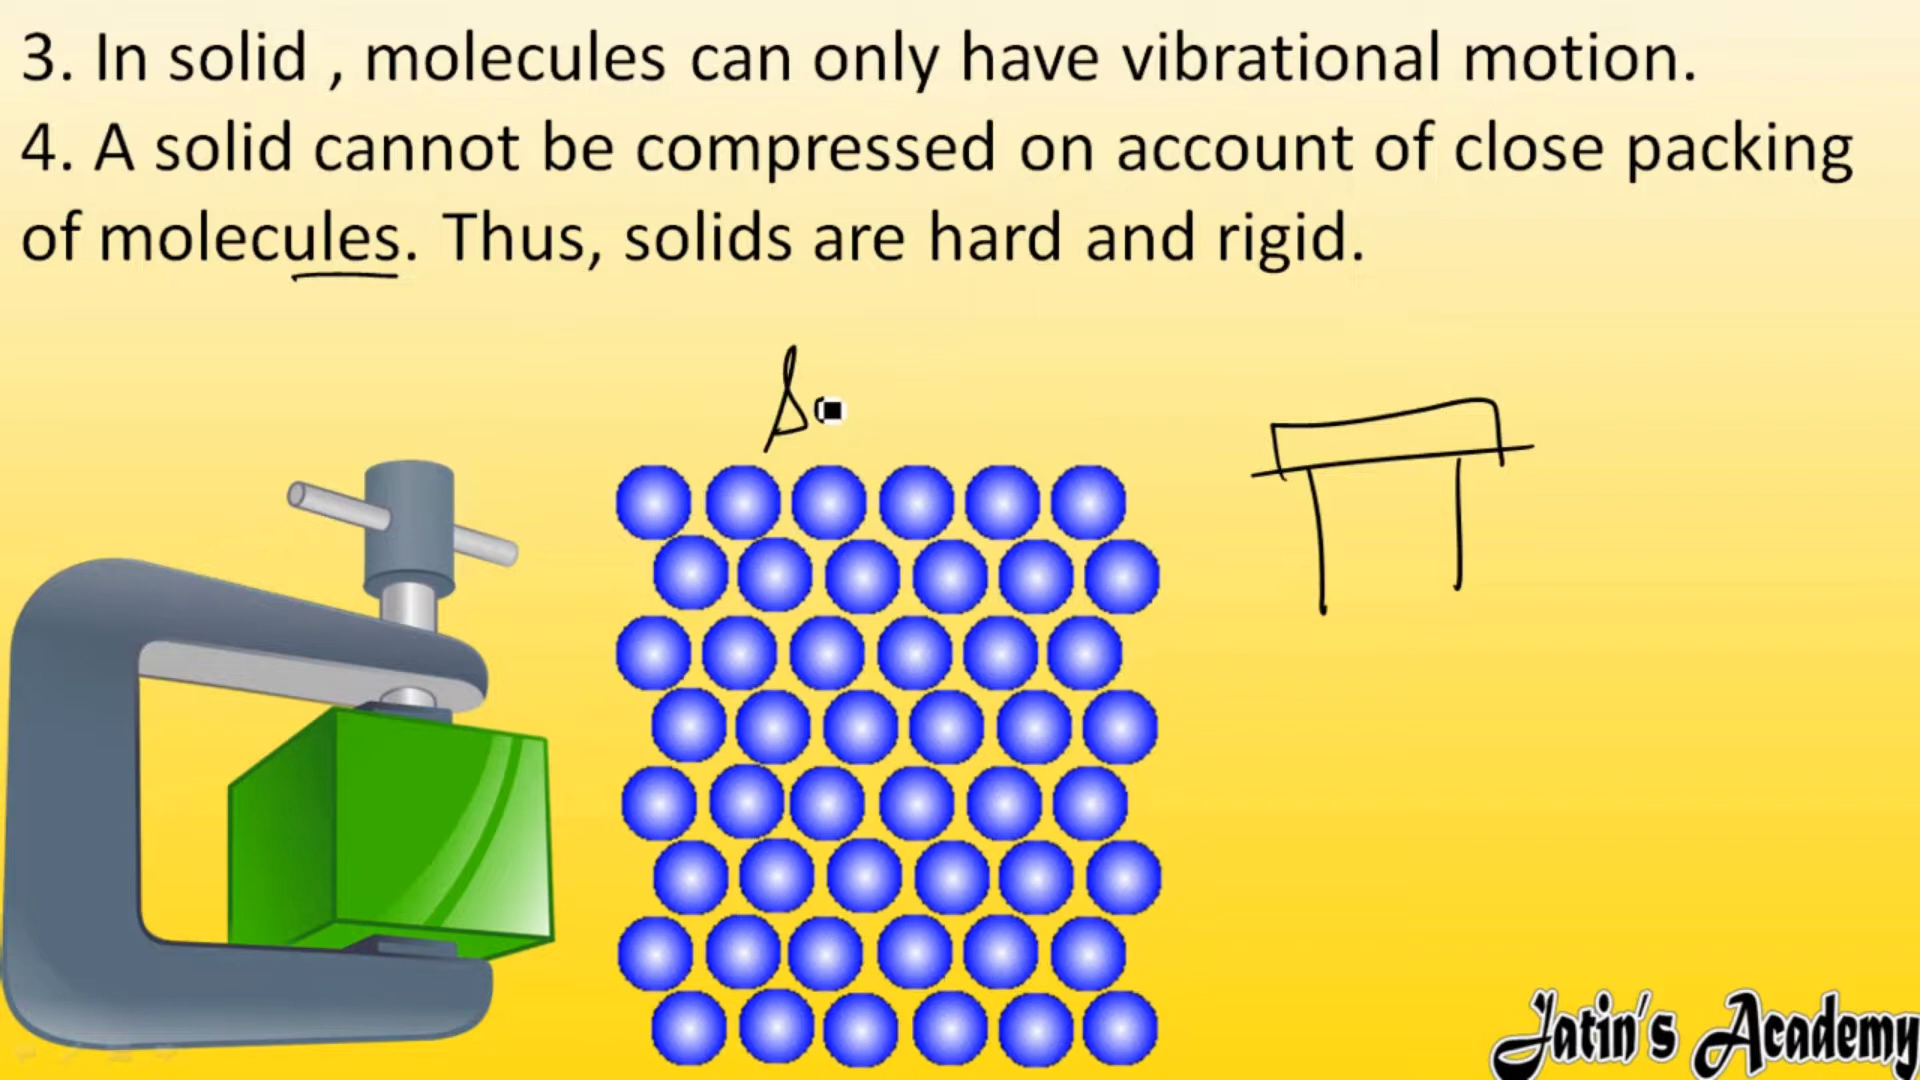 3. In solid , molecules can only have vibrational motion.
4. A solid cannot be compressed on account of close packing
of molecules. Thus, solids are hard and rigid.
Jatin's Academy